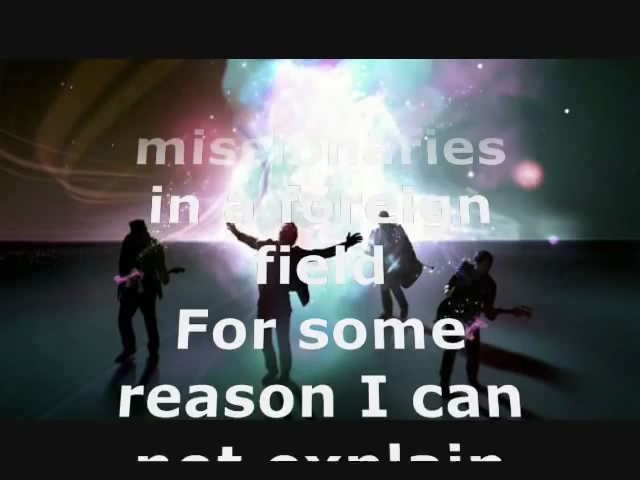 missionaries
in a foreign
field
For some
reason I can
not explain